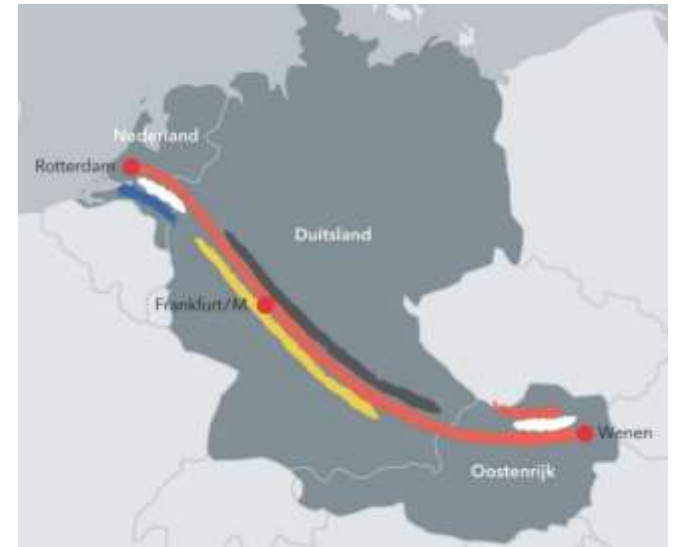 Nederland
Rotterdam
Duitsland
Frankfurt/M
Wenen
Oostenrijk